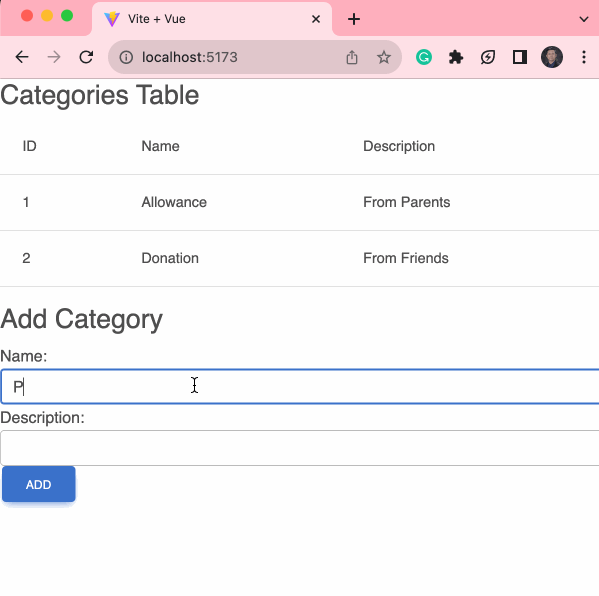 Vite + Vue
localhost:5173
Categories Table
ID Name Description
1 Allowance From Parents
2 Donation From Friends
Add Category
Name:
P
Description:
ADD